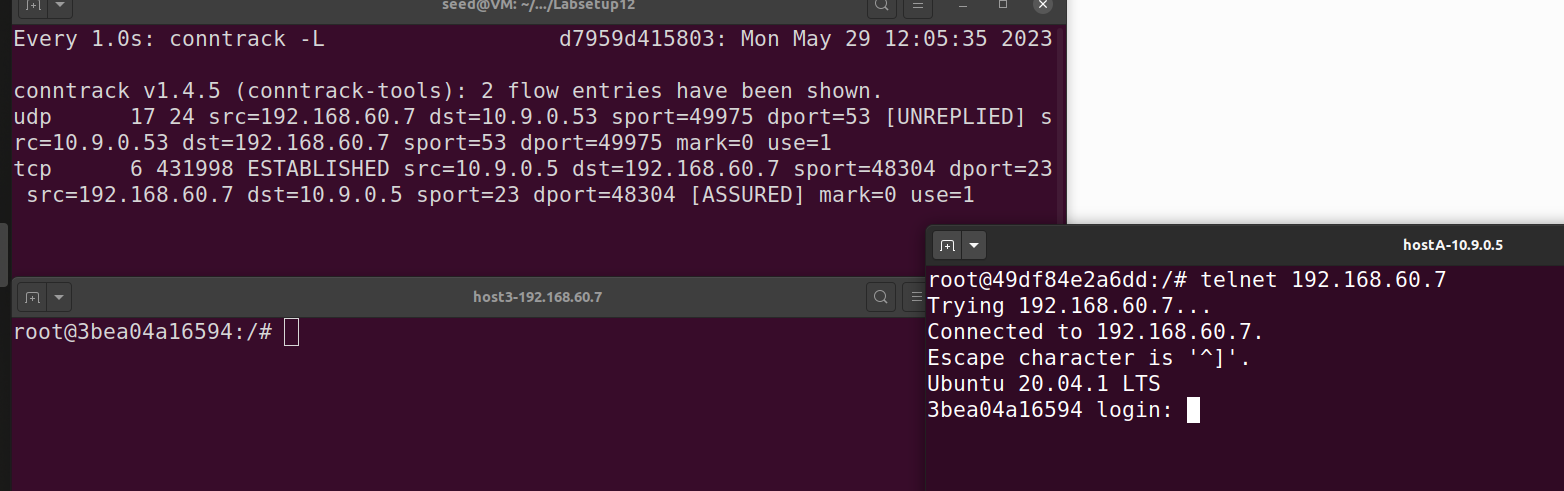 seed@VM: ~/.../Labsetup12
Every 1.0s: conntrack -L d7959d415803: Mon May 29 12:05:35 2023
conntrack v1.4.5 (conntrack-tools): 2 flow entries have been shown.
udp      17 24 src=192.168.60.7 dst=10.9.0.53 sport=49975 dport=53 [UNREPLIED] s
rc=10.9.0.53 dst=192.168.60.7 sport=53 dport=49975 mark=0 use=1
tcp      6 431998 ESTABLISHED src=10.9.0.5 dst=192.168.60.7 sport=48304 dport=23
 src=192.168.60.7 dst=10.9.0.5 sport=23 dport=48304 [ASSURED] mark=0 use=1
host3-192.168.60.7
root@3bea04a16594:/#
hostA-10.9.0.5
root@49df84e2a6dd:/# telnet 192.168.60.7
Trying 192.168.60.7...
Connected to 192.168.60.7.
Escape character is '^]'.
Ubuntu 20.04.1 LTS
3bea04a16594 login: